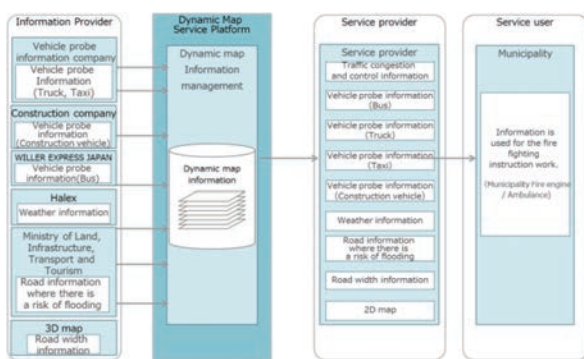 Information Provider
Vehicle probe
information company
Vehicle probe
Information
(Truck, Taxi)
Construction company
Vehicle probe
information
(Construction vehicle)
WILLER EXPRESS JAPAN
Vehicle probe
information(Bus)
Halex
Weather information
Ministry of Land,
Infrastructure,
Transport and
Tourism
Road information
where there is
a risk of flooding
3D map
Road width
information
Dynamic Map
Service Platform
Dynamic map
Information
management
Dynamic map
information
Service provider
Service provider
Traffic congestion
and control information
Vehicle probe information
(Bus)
Vehicle probe information
(Truck)
Vehicle probe information
(Taxi)
Vehicle probe information
(Construction vehicle)
Weather information
Road information
where there is
a risk of flooding
Road width information
2D map
Service user
Municipality
Information is
used for the fire
fighting
instruction work.
(Municipality Fire engine
/ Ambulance)